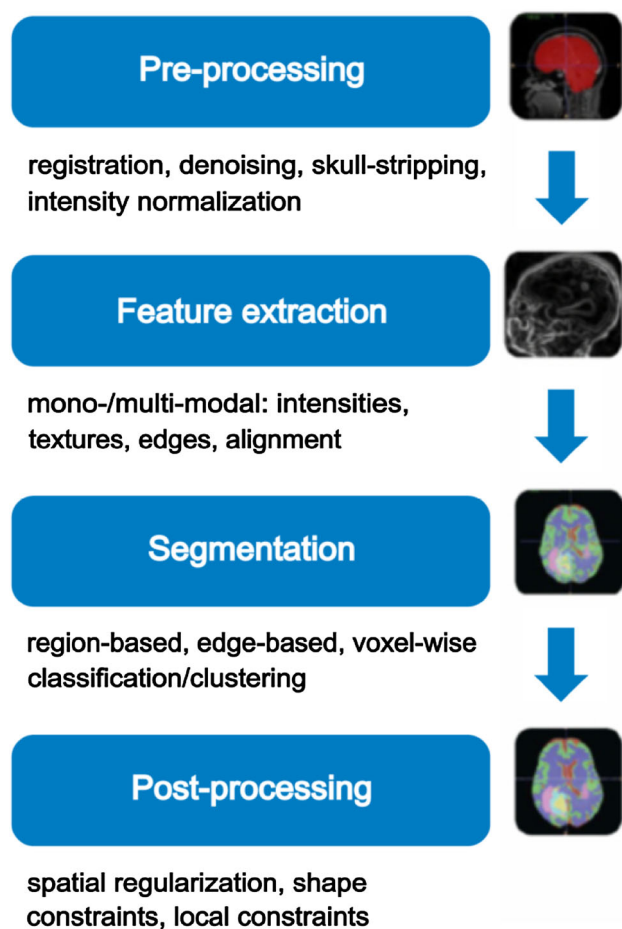 Pre-processing
registration, denoising, skull-stripping,
intensity normalization
Feature extraction
mono-/multi-modal: intensities,
textures, edges, alignment
Segmentation
region-based, edge-based, voxel-wise
classification/clustering
Post-processing
spatial regularization, shape
constraints, local constraints